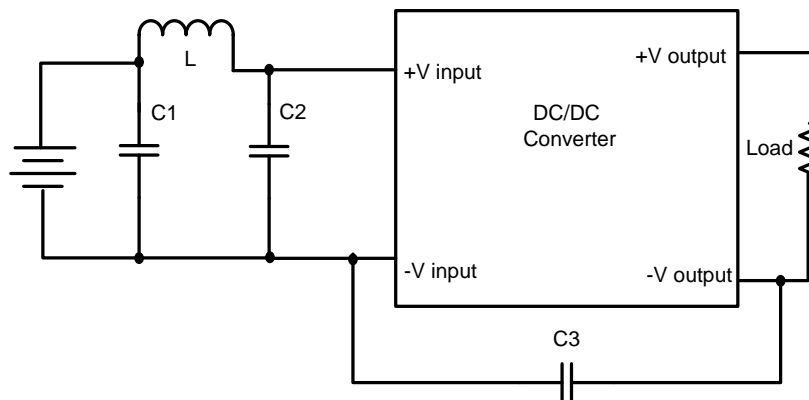 L
+V input
+V output
C1
C2
DC/DC
Converter
Load
-V input
-V output
C3